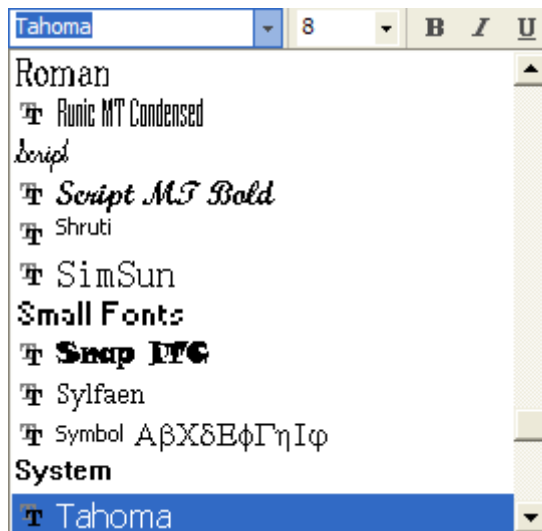 Tahoma 8 B I U
Roman
Runic MT Condensed
Script
Script MT Bold
Shruti
SimSun
Small Fonts
Snap ITC
Sylfaen
Symbol ΑβΧδΕφΓηΙφ
System
Tahoma